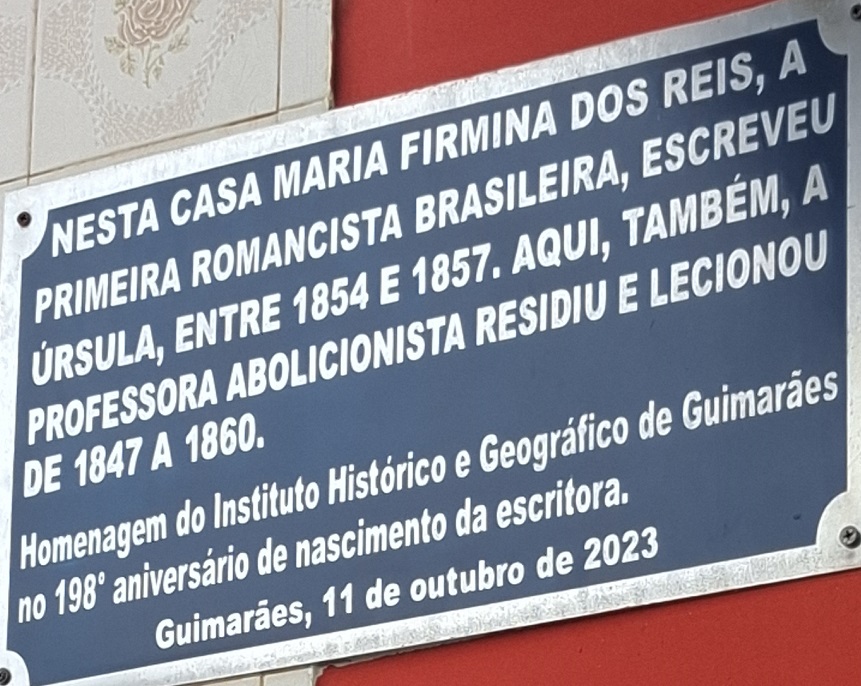 NESTA CASA MARIA FIRMINA DOS REIS, A
PRIMEIRA ROMANCISTA BRASILEIRA, ESCREVEU
ÚRSULA, ENTRE 1854 E 1857. AQUI, TAMBÉM, A
PROFESSORA ABOLICIONISTA RESIDIU E LECIONOU
DE 1847 A 1860.
Homenagem do Instituto Histórico e Geográfico de Guimarães
no 198° aniversário de nascimento da escritora.
Guimarães, 11 de outubro de 2023